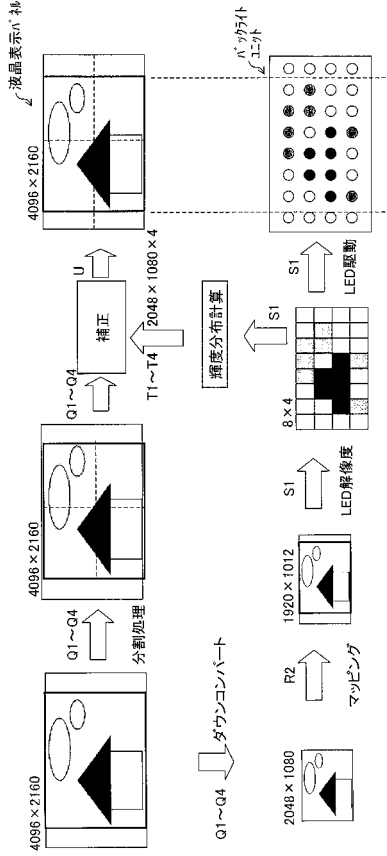 4096×2160
Q1~Q4
分割処理
4096×2160
Q1~Q4
補正
U
4096×2160
液晶表示パネル
T1~T4
2048×1080×4
輝度分布計算
Q1~Q4
ダウンコンバート
2048×1080
R2
マッピング
1920×1012
S1
LED解像度
8×4
S1
S1
LED駆動
バックライト
ユニット